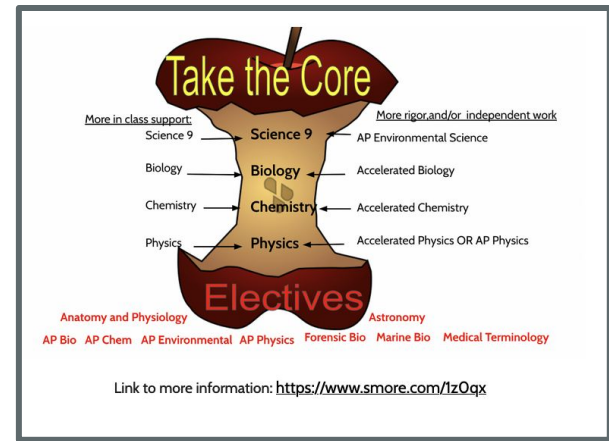 Take the Core
More in class support:
More rigor,and/or independent work
Science 9
Science 9
AP Environmental Science
Biology
Biology
Accelerated Biology
Chemistry
Chemistry
Accelerated Chemistry
Physics
Physics
Accelerated Physics OR AP Physics
Electives
Anatomy and Physiology
Astronomy
AP Bio AP Chem AP Environmental AP Physics Forensic Bio Marine Bio Medical Terminology
Link to more information: https://www.smore.com/1z0qx